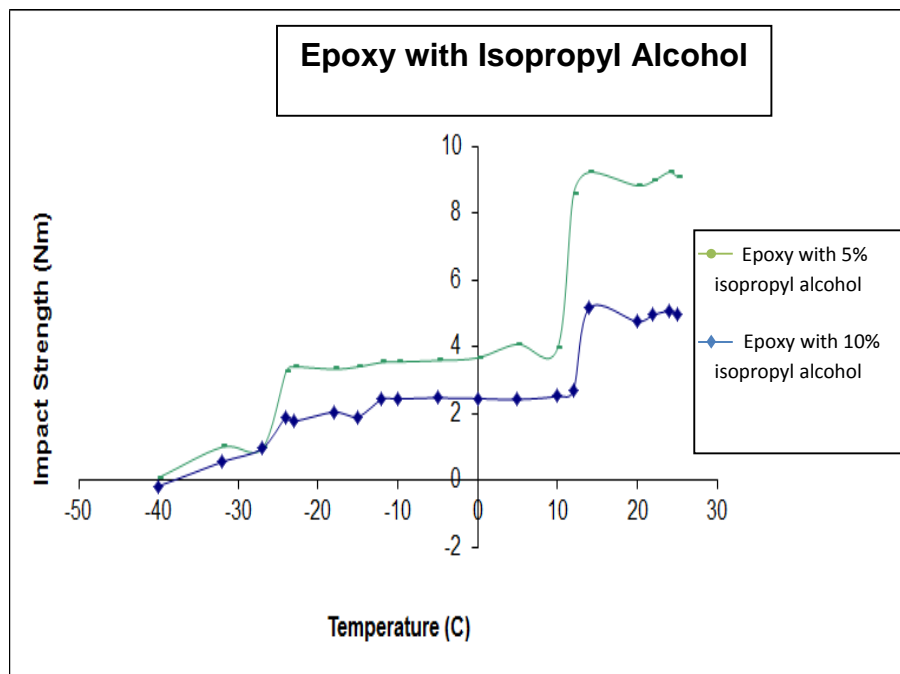 Epoxy with Isopropyl Alcohol
Impact Strength (Nm)
10
8
6
4
2
0
-2
-50 -40 -30 -20 -10 0 10 20 30
Temperature (C)
Epoxy with 5%
isopropyl alcohol
Epoxy with 10%
isopropyl alcohol